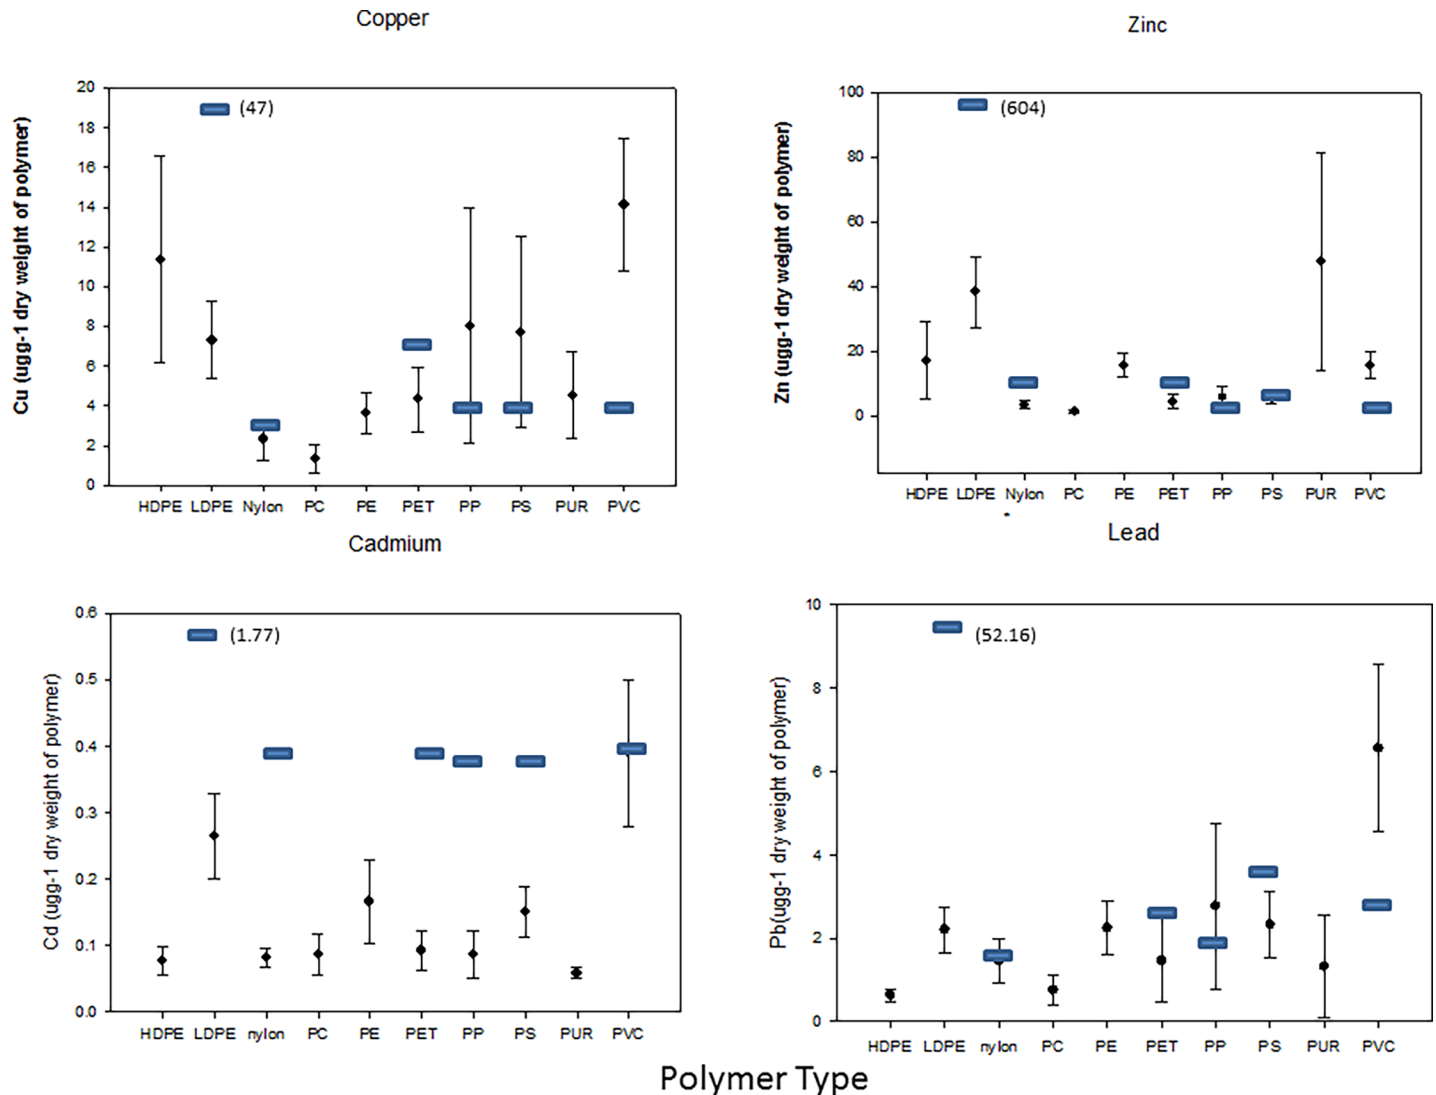 Copper
Cu (ugg-1 dry weight of polymer)
20
18
16
14
12
10
8
6
4
2
0
(47)
HDPE LDPE Nylon PC PE PET PP PS PUR PVC
Zinc
Zn (ugg-1 dry weight of polymer)
100
80
60
40
20
0
(604)
HDPE LDPE Nylon PC PE PET PP PS PUR PVC
Cadmium
Cd (ugg-1 dry weight of polymer)
0.6
0.5
0.4
0.3
0.2
0.1
0.0
(1.77)
HDPE LDPE nylon PC PE PET PP PS PUR PVC
Lead
Pb(ugg-1 dry weight of polymer)
10
8
6
4
2
0
(52.16)
HDPE LDPE nylon PC PE PET PP PS PUR PVC
Polymer Type